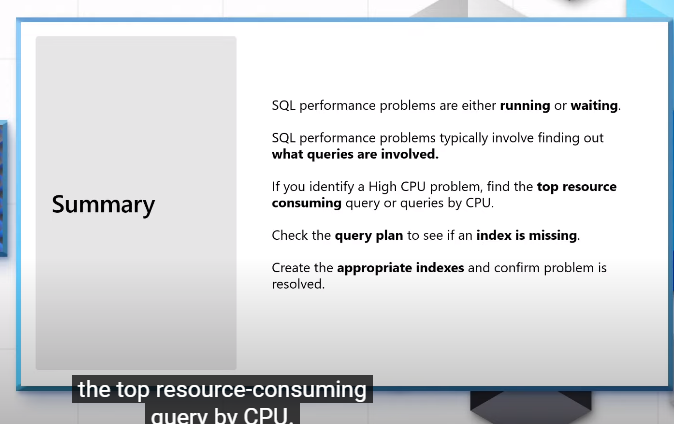 Summary
SQL performance problems are either running or waiting.
SQL performance problems typically involve finding out
what queries are involved.
If you identify a High CPU problem, find the top resource
consuming query or queries by CPU.
Check the query plan to see if an index is missing.
Create the appropriate indexes and confirm problem is
resolved.
the top resource-consuming
query by CPU.